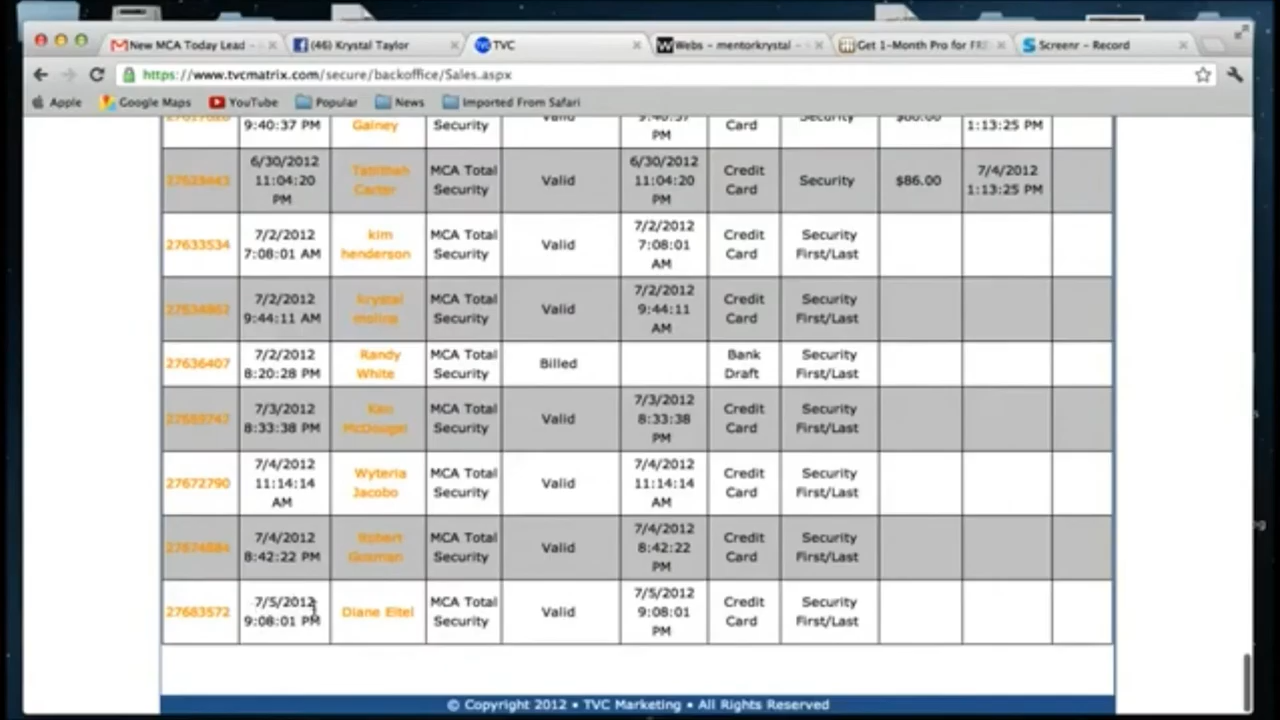 New MCA Today Lead -
(46) Krystal Taylor
TVC
Webs - mentorkrystal -
Get 1-Month Pro for FRE
Screenr - Record
https://www.tvcmatrix.com/secure/backoffice/Sales.aspx
Apple Google Maps YouTube Popular News Imported From Safari
9:40:37 PM Gainey Security Valid 9:40:37 PM Card Security $86.00 1:13:25 PM
6/30/2012 11:04:20 PM Carter MCA Total Security Valid 6/30/2012 11:04:20 PM Credit Card Security $86.00 7/4/2012 1:13:25 PM
27633534 7/2/2012 7:08:01 AM kim henderson MCA Total Security Valid 7/2/2012 7:08:01 AM Credit Card Security First/Last
7/2/2012 9:44:11 AM krystal molina MCA Total Security Valid 7/2/2012 9:44:11 AM Credit Card Security First/Last
27636407 7/2/2012 8:20:28 PM Randy White MCA Total Security Billed Bank Draft Security First/Last
7/3/2012 8:33:38 PM McDougal MCA Total Security Valid 7/3/2012 8:33:38 PM Credit Card Security First/Last
27672790 7/4/2012 11:14:14 AM Wyteria Jacobo MCA Total Security Valid 7/4/2012 11:14:14 AM Credit Card Security First/Last
7/4/2012 8:42:22 PM Robert MCA Total Security Valid 7/4/2012 8:42:22 PM Credit Card Security First/Last
27683572 7/5/2012 9:08:01 PM Diane Eitel MCA Total Security Valid 7/5/2012 9:08:01 PM Credit Card Security First/Last
© Copyright 2012 • TVC Marketing • All Rights Reserved